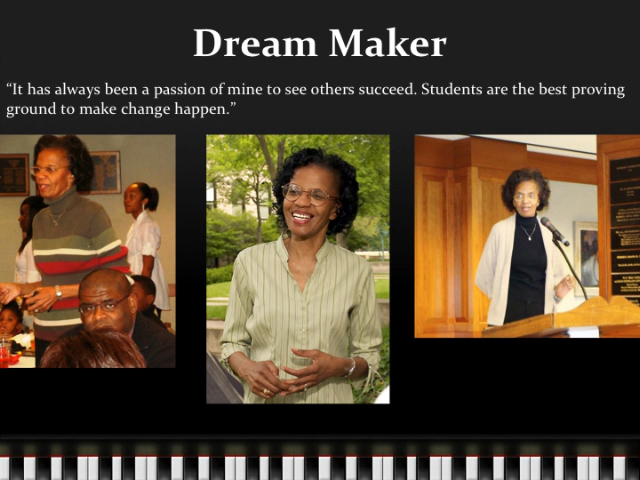 Dream Maker
“It has always been a passion of mine to see others succeed. Students are the best proving
ground to make change happen.”